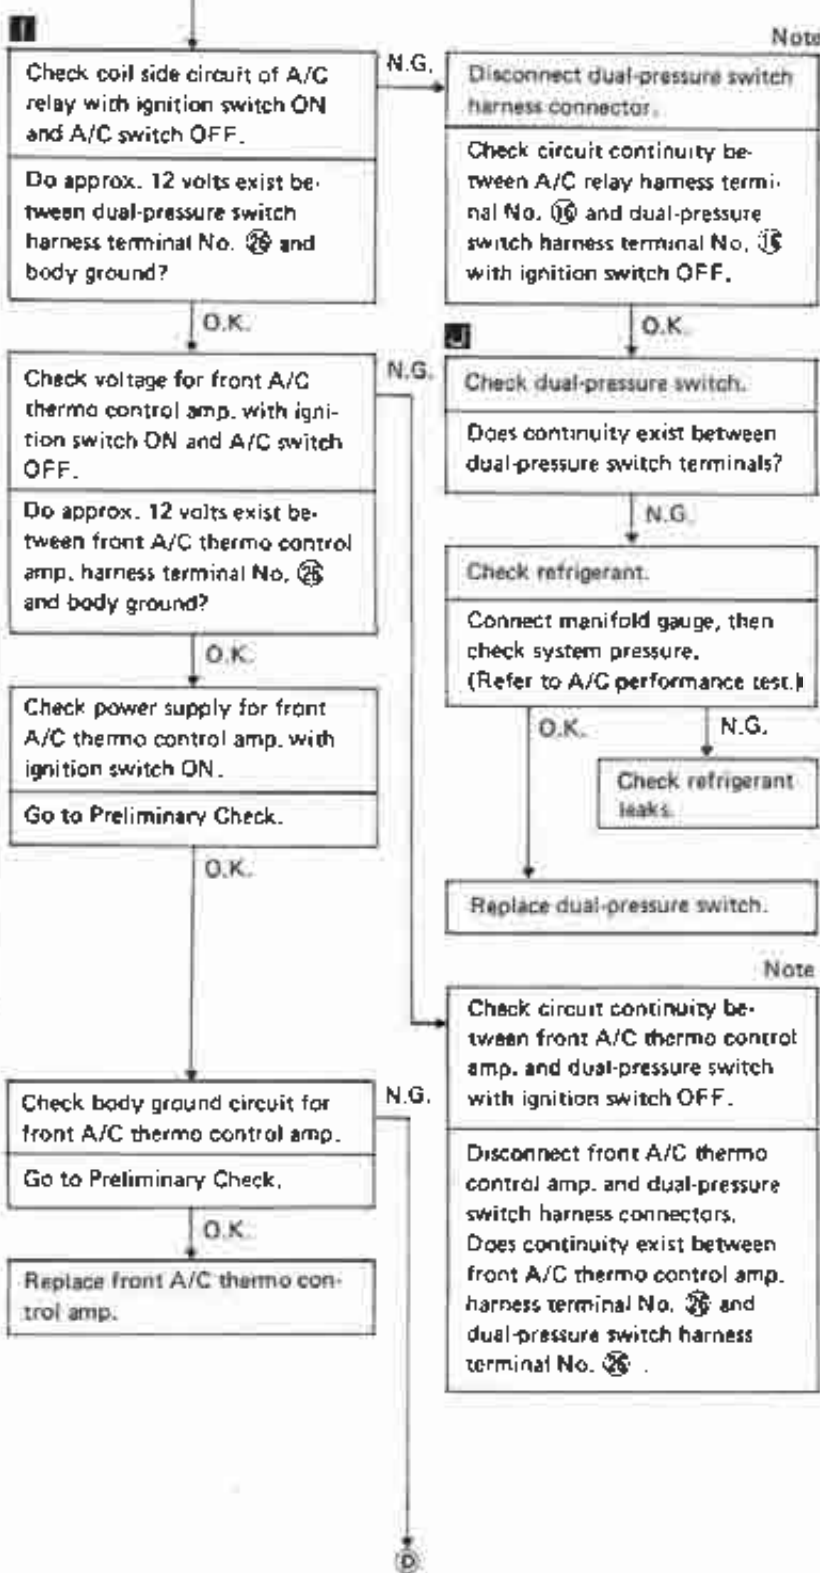 I
Check coil side circuit of A/C
relay with ignition switch ON
and A/C switch OFF.
Do approx. 12 volts exist be-
tween dual-pressure switch
harness terminal No. ㉖ and
body ground?
N.G.
Note
Disconnect dual-pressure switch
harness connector.
Check circuit continuity be-
tween A/C relay harness termi-
nal No. ⑯ and dual-pressure
switch harness terminal No.
with ignition switch OFF.
O.K.
O.K.
Check voltage for front A/C
thermo control amp. with igni-
tion switch ON and A/C switch
OFF.
Do approx. 12 volts exist be-
tween front A/C thermo control
amp. harness terminal No. ㉖
and body ground?
N.G.
J
Check dual-pressure switch.
Does continuity exist between
dual-pressure switch terminals?
N.G.
Check refrigerant.
Connect manifold gauge, then
check system pressure.
(Refer to A/C performance test.)
O.K.
N.G.
Check refrigerant
leaks.
Replace dual-pressure switch.
O.K.
Check power supply for front
A/C thermo control amp. with
ignition switch ON.
Go to Preliminary Check.
O.K.
Note
Check circuit continuity be-
tween front A/C thermo control
amp. and dual-pressure switch
with ignition switch OFF.
Disconnect front A/C thermo
control amp. and dual-pressure
switch harness connectors.
Does continuity exist between
front A/C thermo control amp.
harness terminal No. ㉖ and
dual-pressure switch harness
terminal No. ㉖ .
Check body ground circuit for
front A/C thermo control amp.
Go to Preliminary Check.
N.G.
O.K.
Replace front A/C thermo con-
trol amp.
Ⓓ